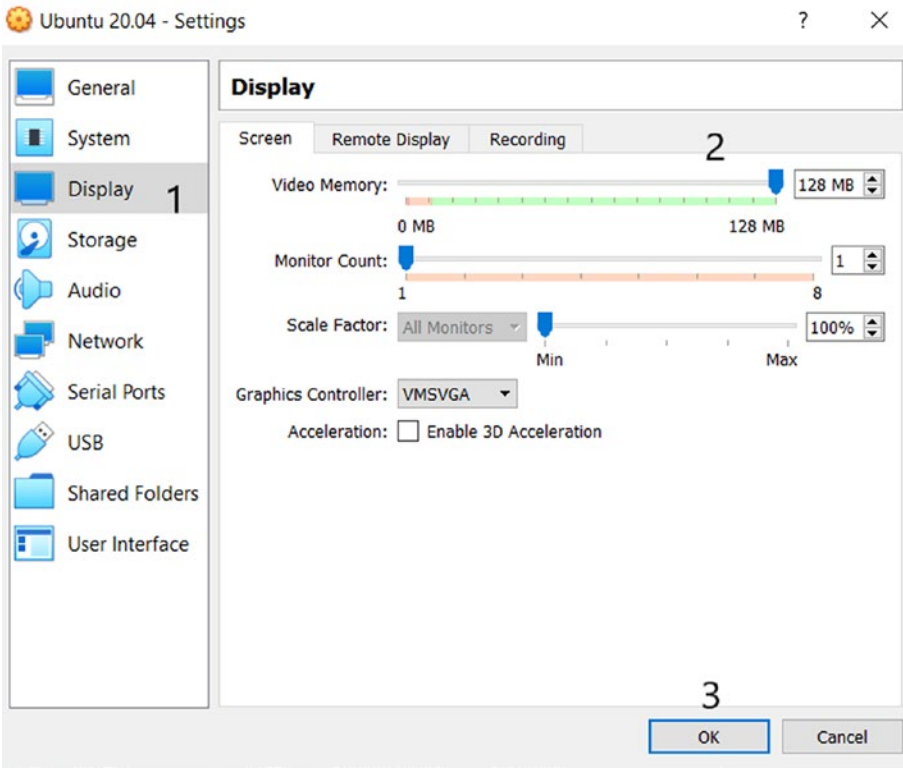 Ubuntu 20.04 - Settings ? ×
General
System
Display 1
Storage
Audio
Network
Serial Ports
USB
Shared Folders
User Interface
Display
Screen Remote Display Recording
2
Video Memory: 128 MB
0 MB 128 MB
Monitor Count: 1
1 8
Scale Factor: All Monitors 100%
Min Max
Graphics Controller: VMSVGA
Acceleration: Enable 3D Acceleration
3
OK Cancel